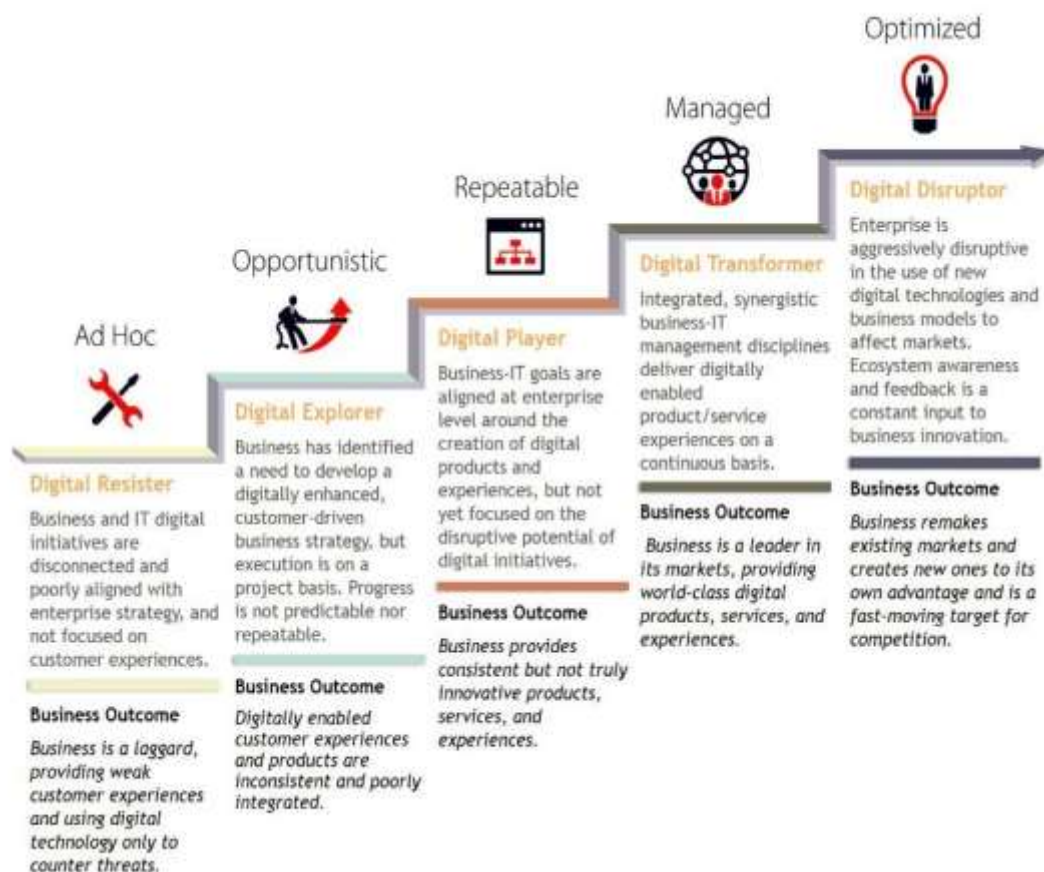 Ad Hoc
Digital Resister
Business and IT digital
initiatives are
disconnected and
poorly aligned with
enterprise strategy, and
not focused on
customer experiences.
Business Outcome
Business is a laggard,
providing weak
customer experiences
and using digital
technology only to
counter threats.
Opportunistic
Digital Explorer
Business has identified
a need to develop a
digitally enhanced,
customer-driven
business strategy, but
execution is on a
project basis. Progress
is not predictable nor
repeatable.
Business Outcome
Digitally enabled
customer experiences
and products are
inconsistent and poorly
integrated.
Repeatable
Digital Player
Business-IT goals are
aligned at enterprise
level around the
creation of digital
products and
experiences, but not
yet focused on the
disruptive potential of
digital initiatives.
Business Outcome
Business provides
consistent but not truly
innovative products,
services, and
experiences.
Managed
Digital Transformer
Integrated, synergistic
business-IT
management disciplines
deliver digitally
enabled
product/service
experiences on a
continuous basis.
Business Outcome
Business is a leader in
its markets, providing
world-class digital
products, services, and
experiences.
Optimized
Digital Disruptor
Enterprise is
aggressively disruptive
in the use of new
digital technologies and
business models to
affect markets.
Ecosystem awareness
and feedback is a
constant input to
business innovation.
Business Outcome
Business remakes
existing markets and
creates new ones to its
own advantage and is a
fast-moving target for
competition.